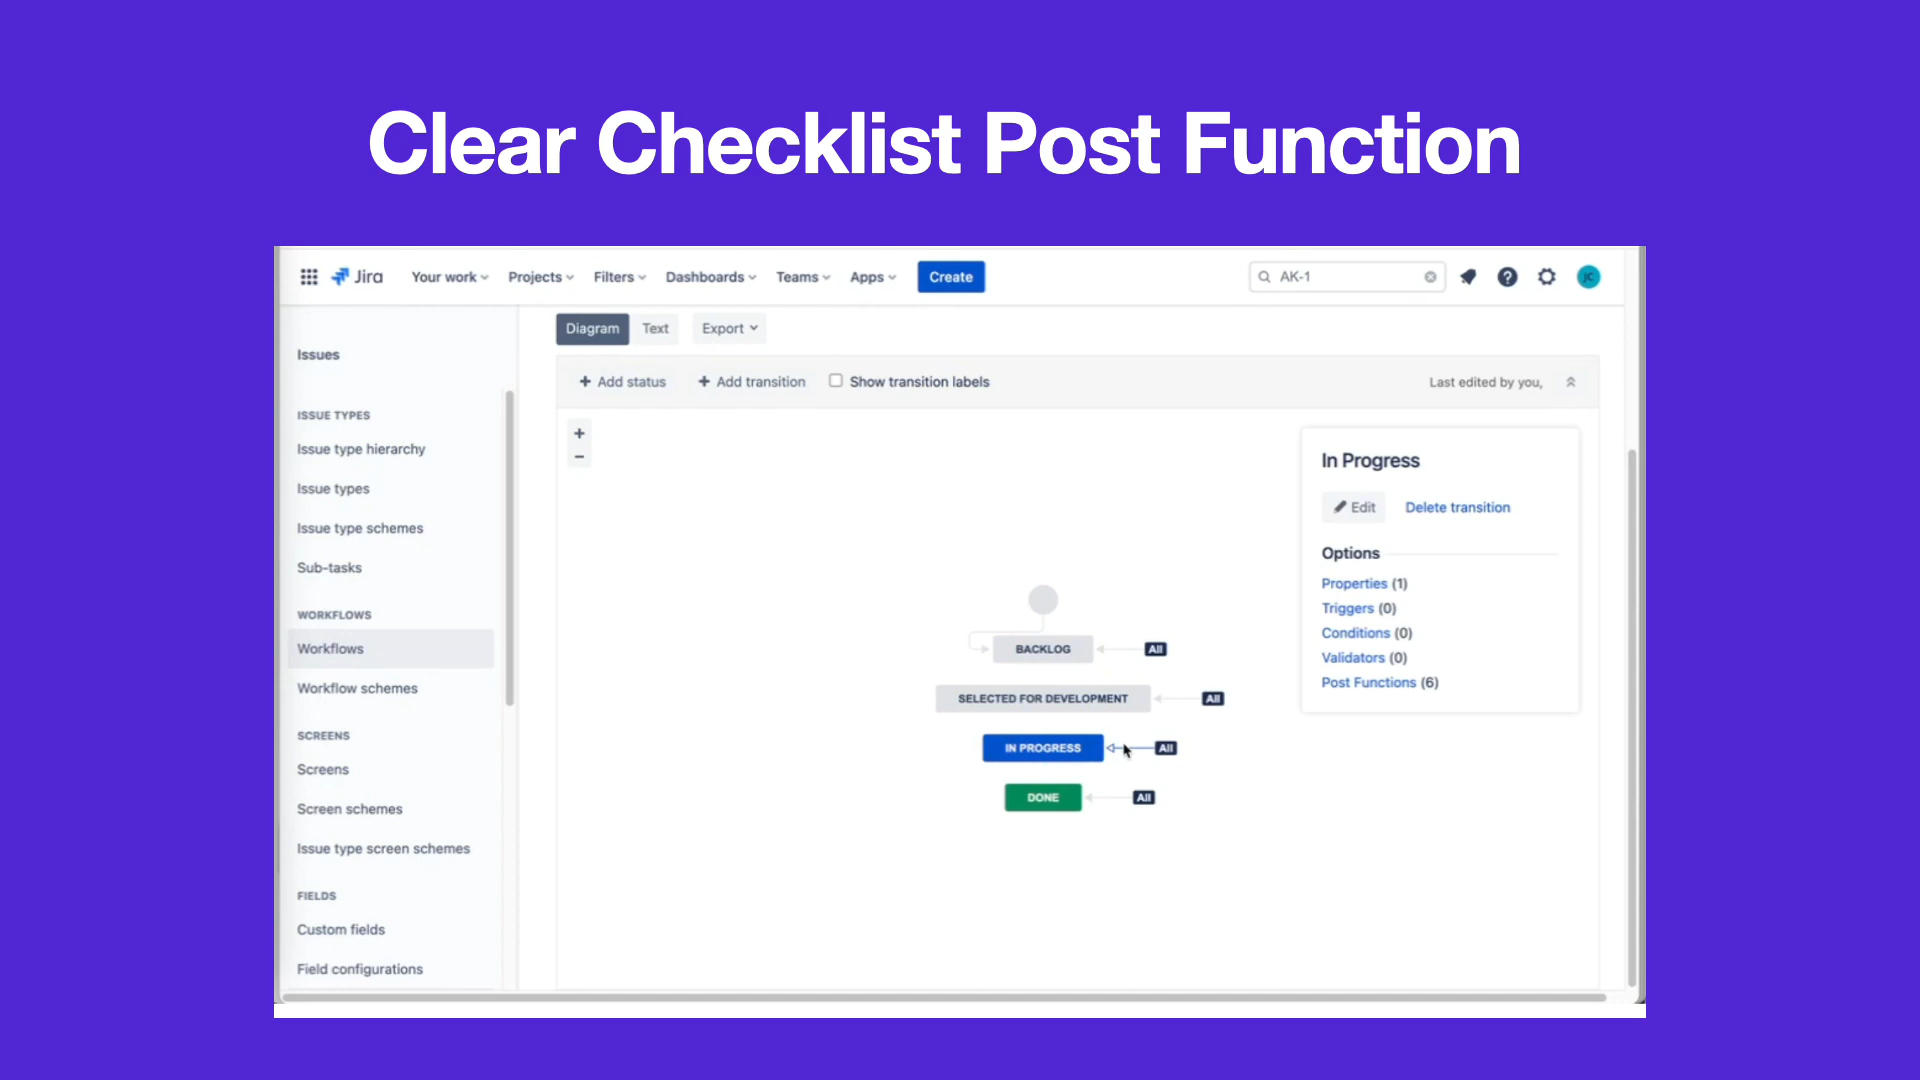 Clear Checklist Post Function
Jira Your work Projects Filters Dashboards Teams Apps Create AK-1 JC
Diagram Text Export
Issues
+ Add status + Add transition Show transition labels Last edited by you,
ISSUE TYPES
Issue type hierarchy
Issue types
Issue type schemes
Sub-tasks
WORKFLOWS
Workflows
Workflow schemes
SCREENS
Screens
Screen schemes
Issue type screen schemes
FIELDS
Custom fields
Field configurations
+
−
BACKLOG All
SELECTED FOR DEVELOPMENT All
IN PROGRESS All
DONE All
In Progress
Edit Delete transition
Options
Properties (1)
Triggers (0)
Conditions (0)
Validators (0)
Post Functions (6)